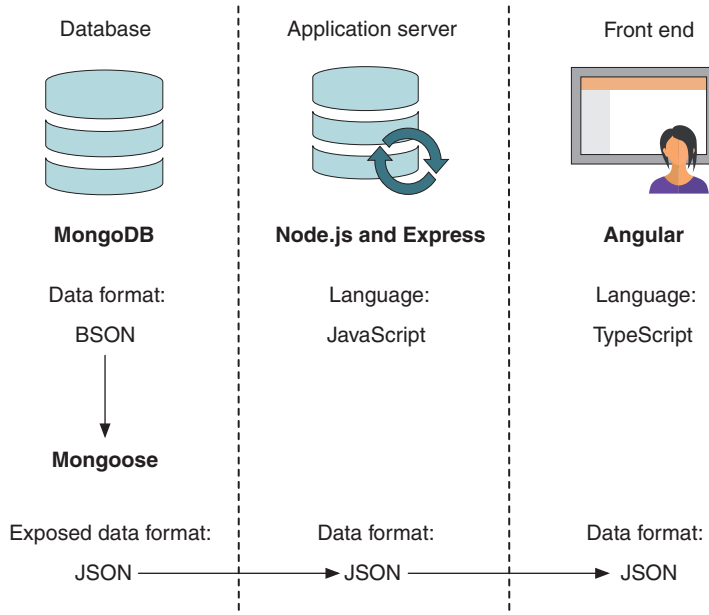 Database
Application server
Front end
MongoDB
Node.js and Express
Angular
Data format:
BSON
Language:
JavaScript
Language:
TypeScript
Mongoose
Exposed data format:
JSON
Data format:
JSON
Data format:
JSON